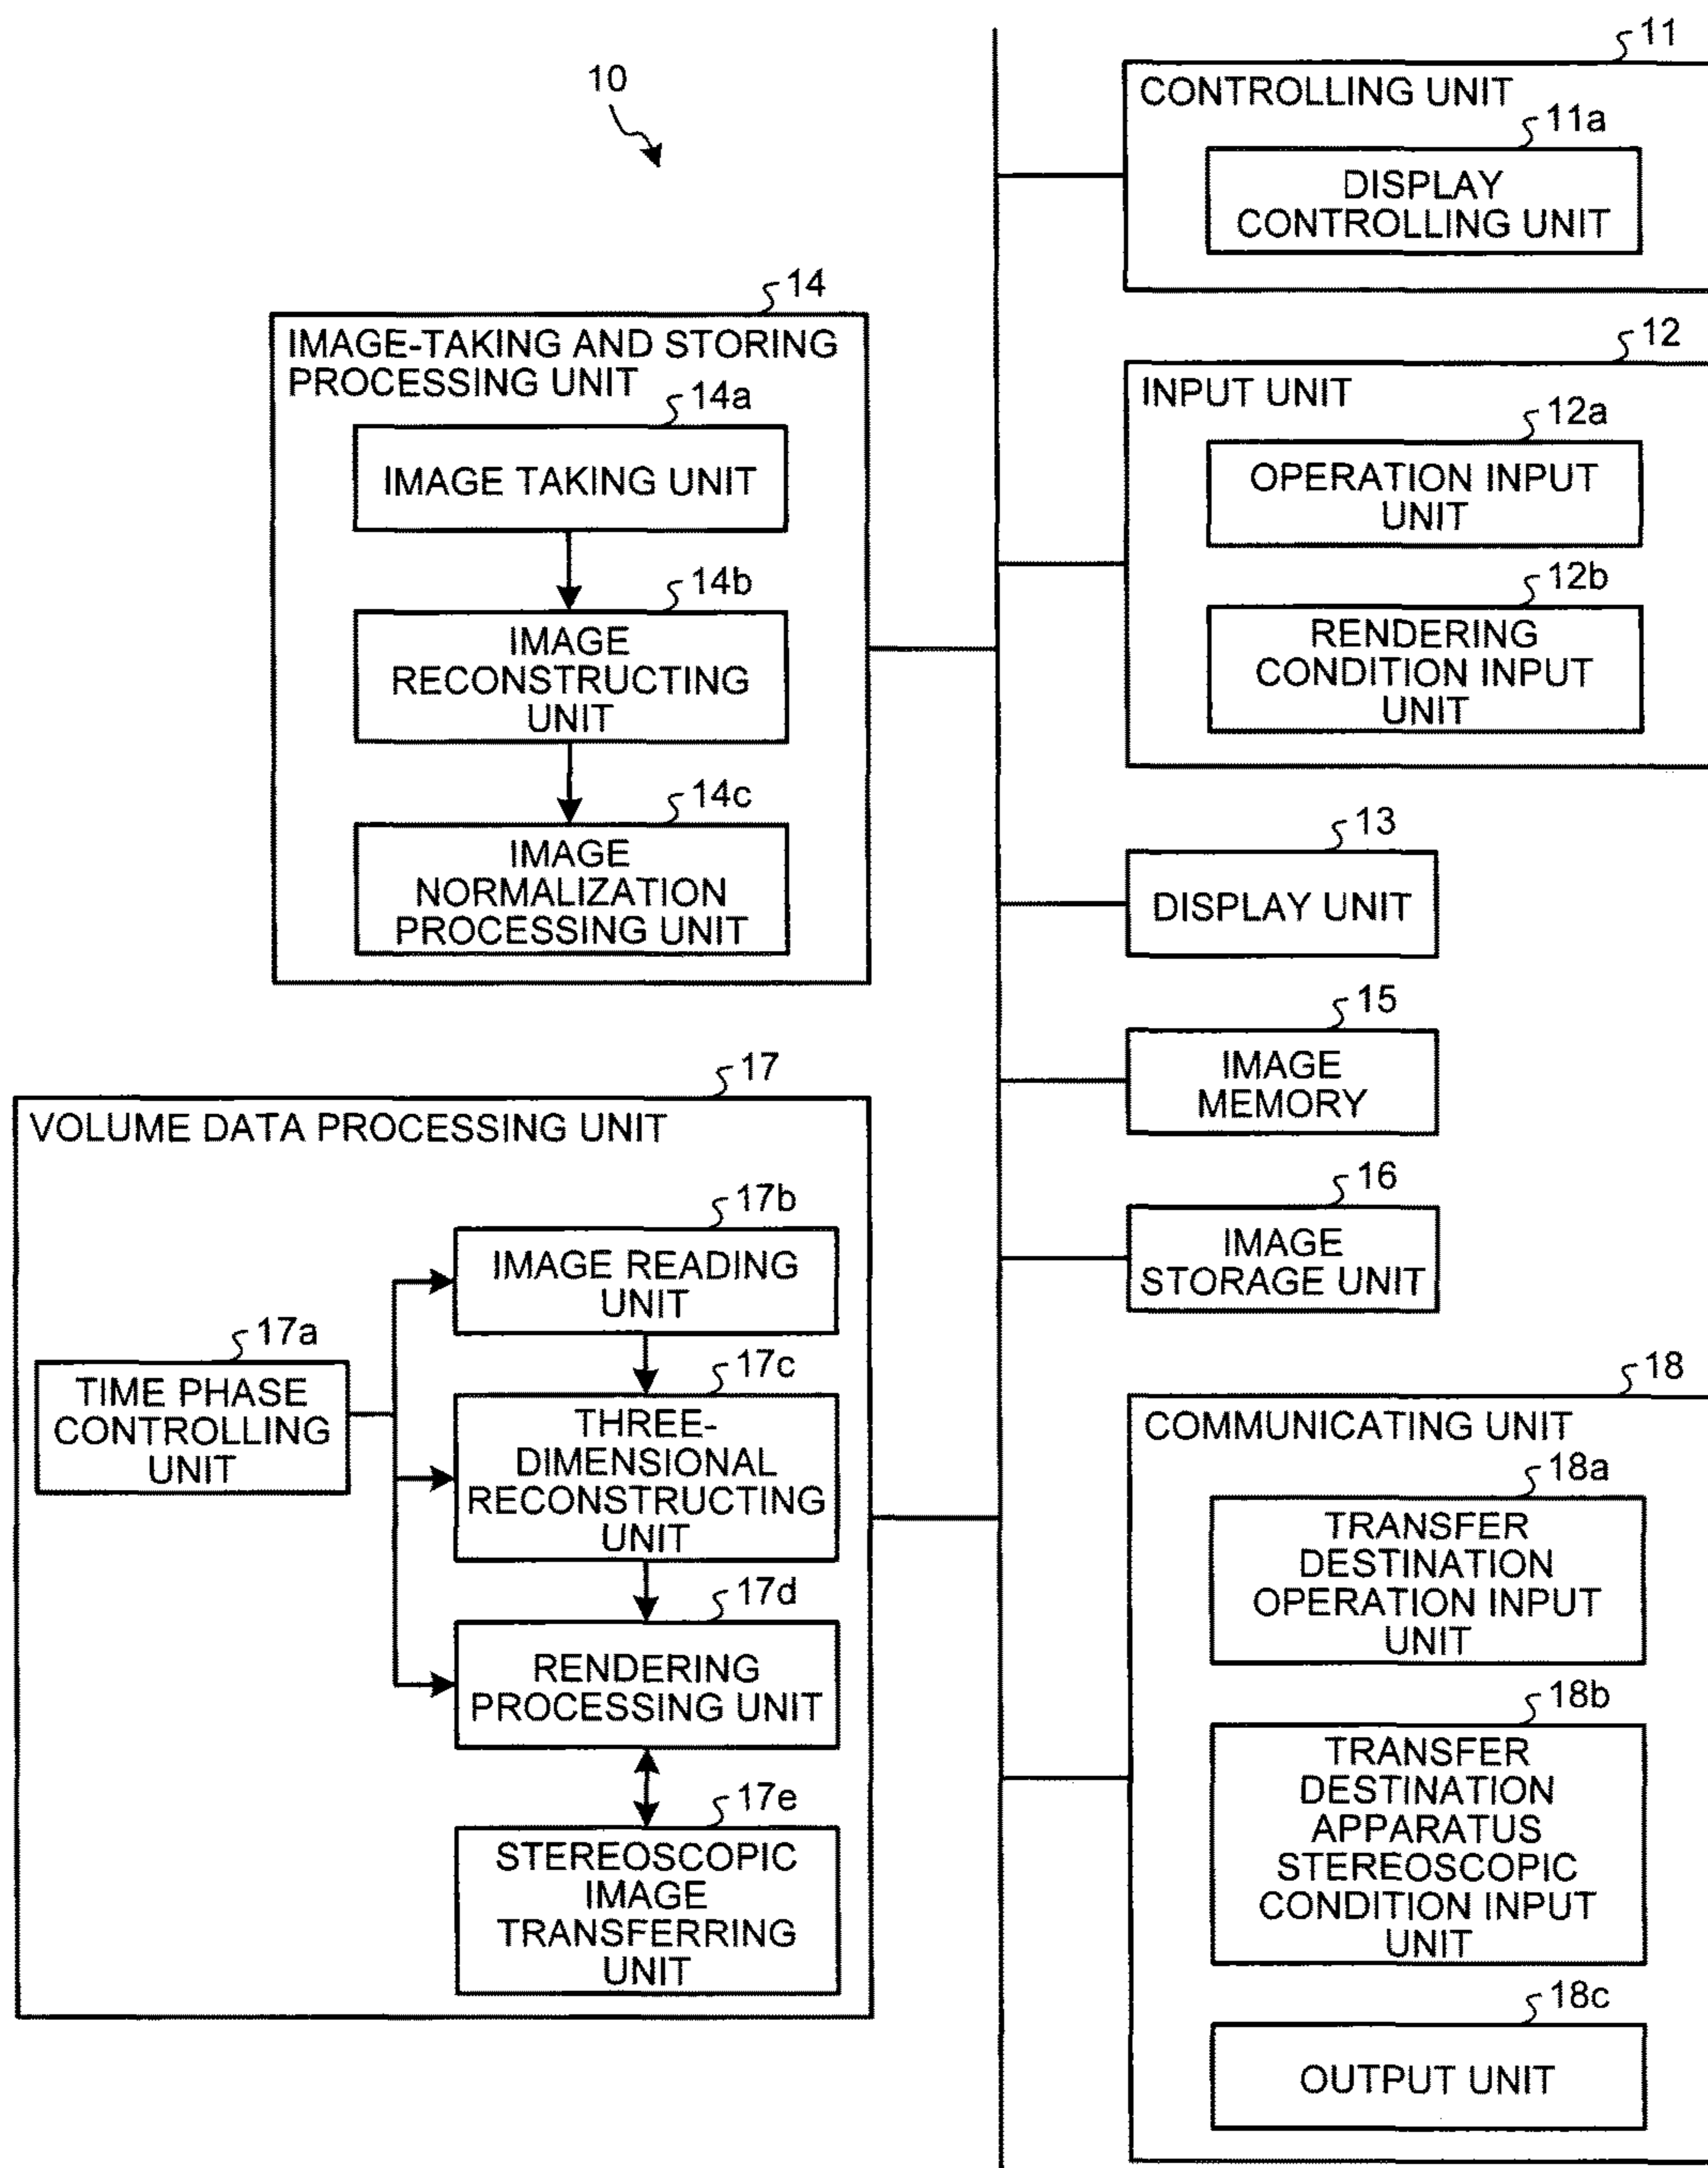 10
14
IMAGE-TAKING AND STORING
PROCESSING UNIT
14a
IMAGE TAKING UNIT
14b
IMAGE
RECONSTRUCTING
UNIT
14c
IMAGE
NORMALIZATION
PROCESSING UNIT
17
VOLUME DATA PROCESSING UNIT
17a
TIME PHASE
CONTROLLING
UNIT
17b
IMAGE READING
UNIT
17c
THREE-
DIMENSIONAL
RECONSTRUCTING
UNIT
17d
RENDERING
PROCESSING UNIT
17e
STEREOSCOPIC
IMAGE
TRANSFERRING
UNIT
11
CONTROLLING UNIT
11a
DISPLAY
CONTROLLING UNIT
12
INPUT UNIT
12a
OPERATION INPUT
UNIT
12b
RENDERING
CONDITION INPUT
UNIT
13
DISPLAY UNIT
15
IMAGE
MEMORY
16
IMAGE
STORAGE UNIT
18
COMMUNICATING UNIT
18a
TRANSFER
DESTINATION
OPERATION INPUT
UNIT
18b
TRANSFER
DESTINATION
APPARATUS
STEREOSCOPIC
CONDITION INPUT
UNIT
18c
OUTPUT UNIT